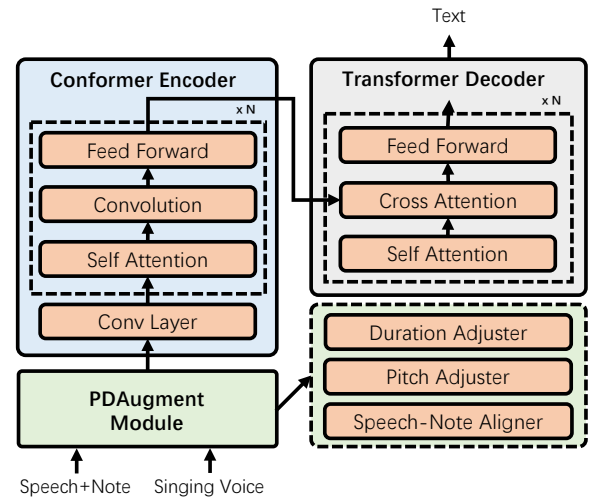 Text
Conformer Encoder
x N
Feed Forward
Convolution
Self Attention
Conv Layer
Transformer Decoder
x N
Feed Forward
Cross Attention
Self Attention
PDAugment
Module
Duration Adjuster
Pitch Adjuster
Speech-Note Aligner
Speech+Note
Singing Voice